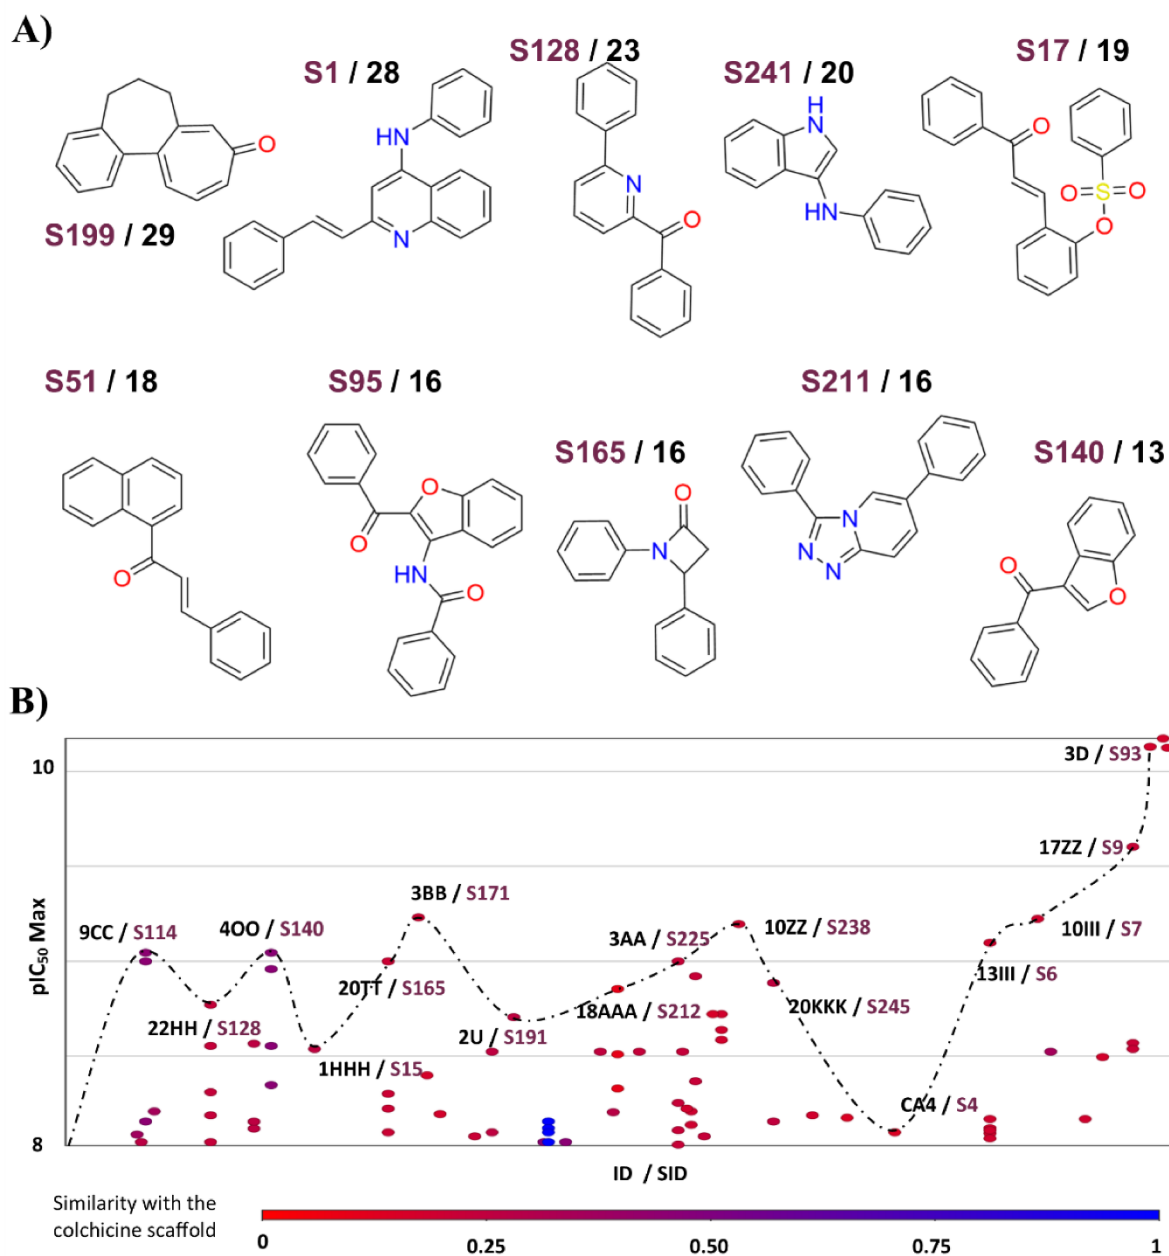 A)
S1 / 28
S128 / 23
S241 / 20
S17 / 19
S199 / 29
O
HN
N
N
O
H
N
HN
O
O=S=O
O
S51 / 18
S95 / 16
S165 / 16
S211 / 16
S140 / 13
O
O
O
HN
O
O
N
N
N
N
O
O
B)
pIC50 Max
10
8
3D / S93
17ZZ / S9
3BB / S171
9CC / S114
4OO / S140
10ZZ / S238
10III / S7
3AA / S225
13III / S6
20TT / S165
20KKK / S245
18AAA / S212
22HH / S128
2U / S191
1HHH / S15
CA4 / S4
ID / SID
Similarity with the
colchicine scaffold
0 0.25 0.50 0.75 1